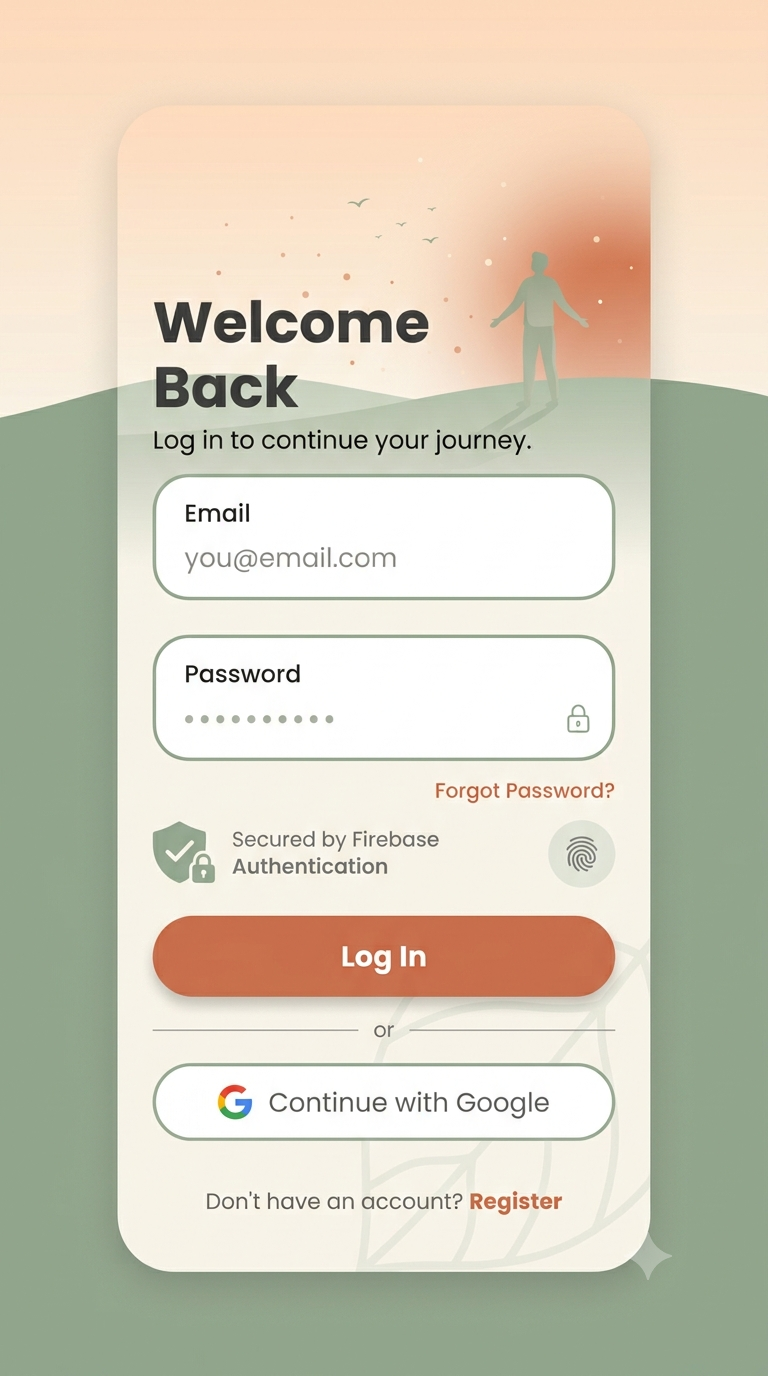 Welcome
Back
Log in to continue your journey.
Email
you@email.com
Password
Forgot Password?
Secured by Firebase
Authentication
Log In
or
Continue with Google
Don't have an account? Register